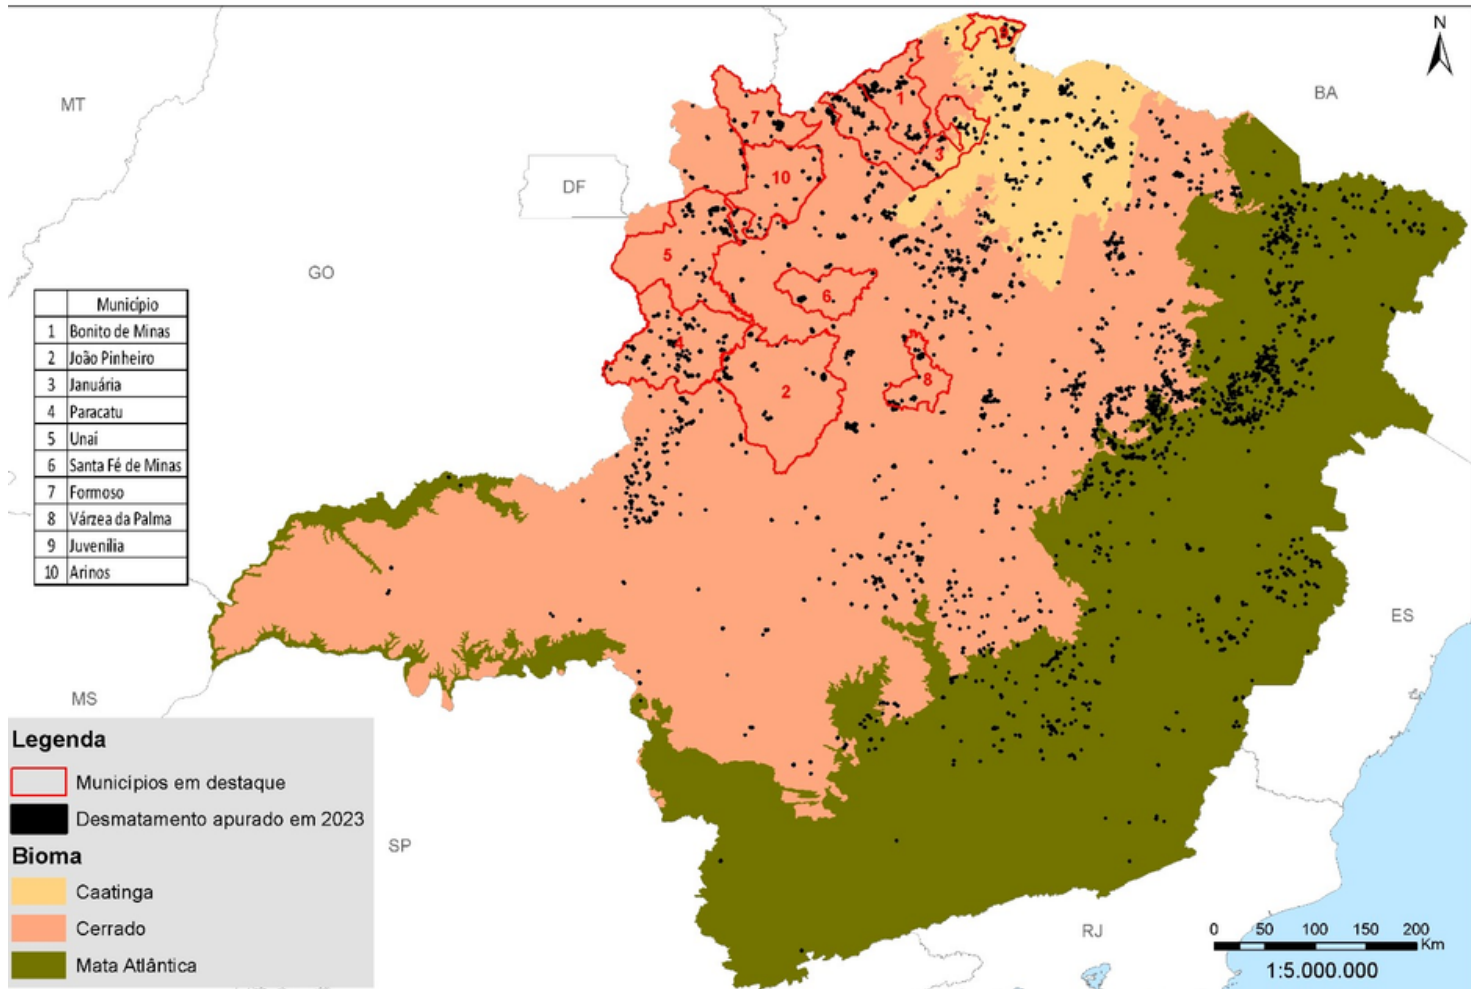 N
MT
BA
DF
GO
7
1
9
3
10
5
6
4
2
8
Município
1 Bonito de Minas
2 João Pinheiro
3 Januária
4 Paracatu
5 Unaí
6 Santa Fé de Minas
7 Formoso
8 Várzea da Palma
9 Juvenília
10 Arinos
ES
MS
SP
RJ
Legenda
Municípios em destaque
Desmatamento apurado em 2023
Bioma
Caatinga
Cerrado
Mata Atlântica
0 50 100 150 200
Km
1:5.000.000